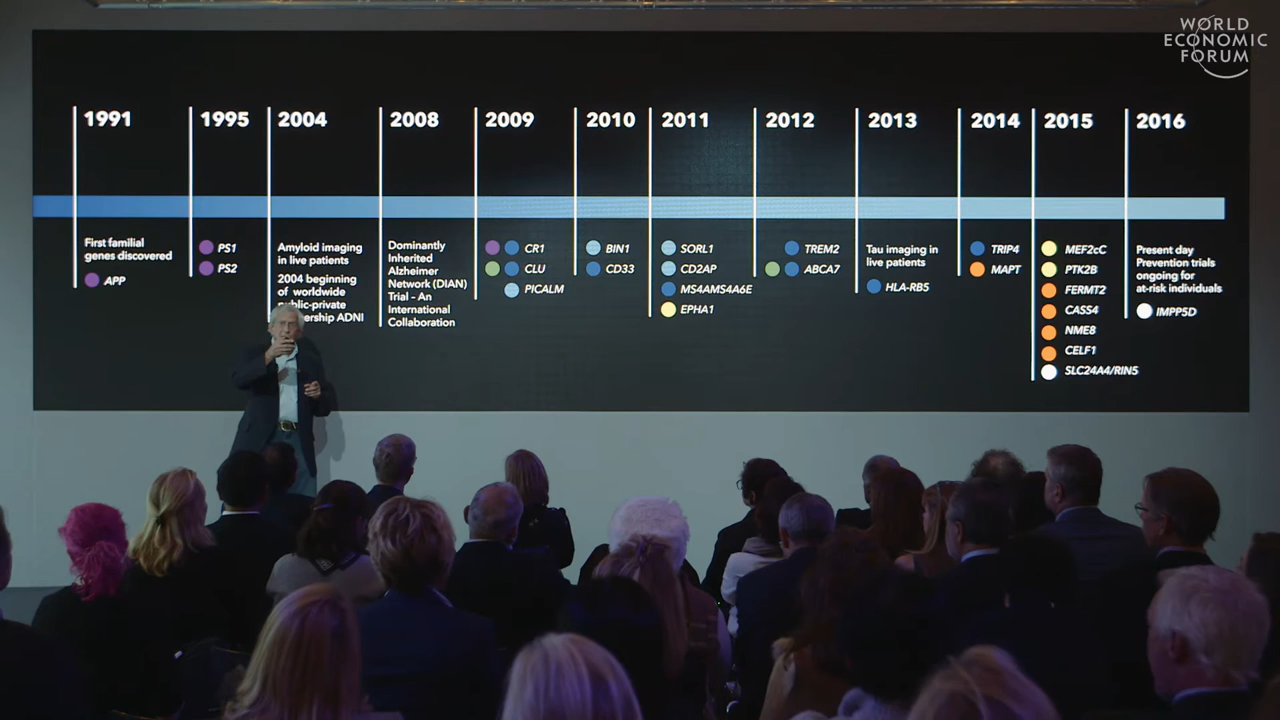 WORLD
ECONOMIC
FORUM
1991
First familial
genes discovered
APP
1995
PS1
PS2
2004
Amyloid imaging
in live patients
2004 beginning
of worldwide
public-private
ership ADNI
2008
Dominantly
Inherited
Alzheimer
Network (DIAN)
Trial – An
International
Collaboration
2009
CR1
CLU
PICALM
2010
BIN1
CD33
2011
SORL1
CD2AP
MS4AMS4A6E
EPHA1
2012
TREM2
ABCA7
2013
Tau imaging in
live patients
HLA-RB5
2014
TRIP4
MAPT
2015
MEF2cC
PTK2B
FERMT2
CASS4
NME8
CELF1
SLC24A4/RIN5
2016
Present day
Prevention trials
ongoing for
at-risk individuals
IMPP5D